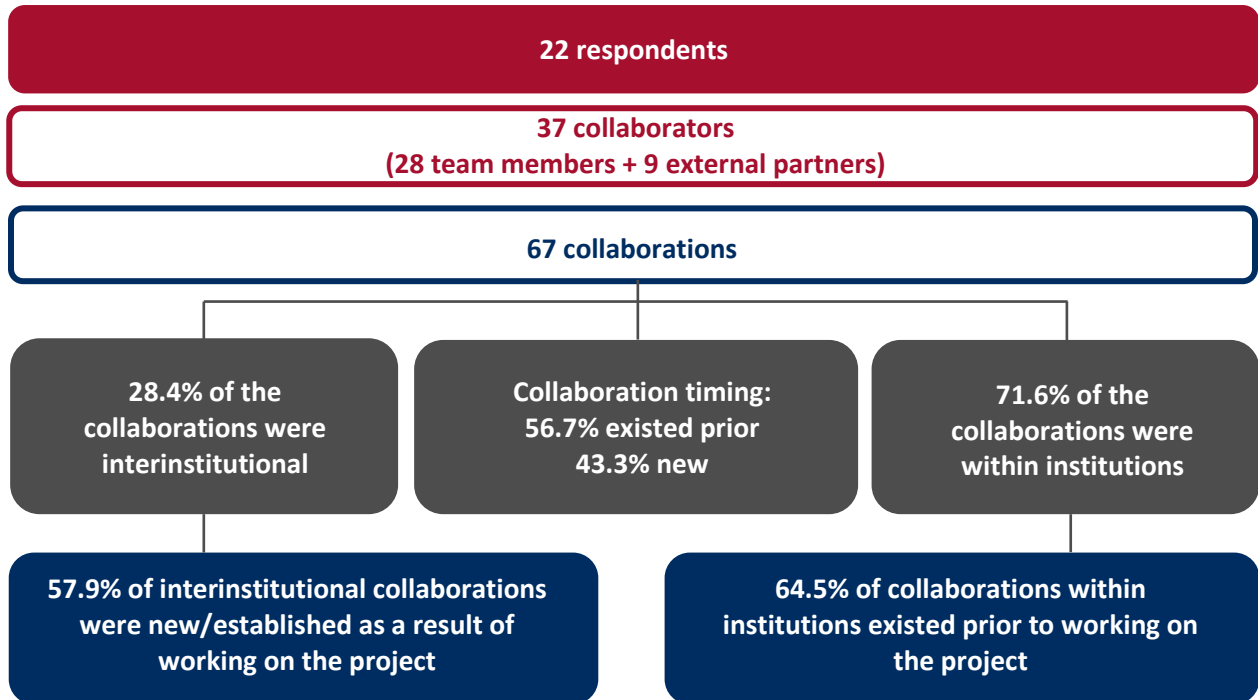 22 respondents
37 collaborators
(28 team members + 9 external partners)
67 collaborations
28.4% of the
collaborations were
interinstitutional
Collaboration timing:
56.7% existed prior
43.3% new
71.6% of the
collaborations were
within institutions
57.9% of interinstitutional collaborations
were new/established as a result of
working on the project
64.5% of collaborations within
institutions existed prior to working on
the project